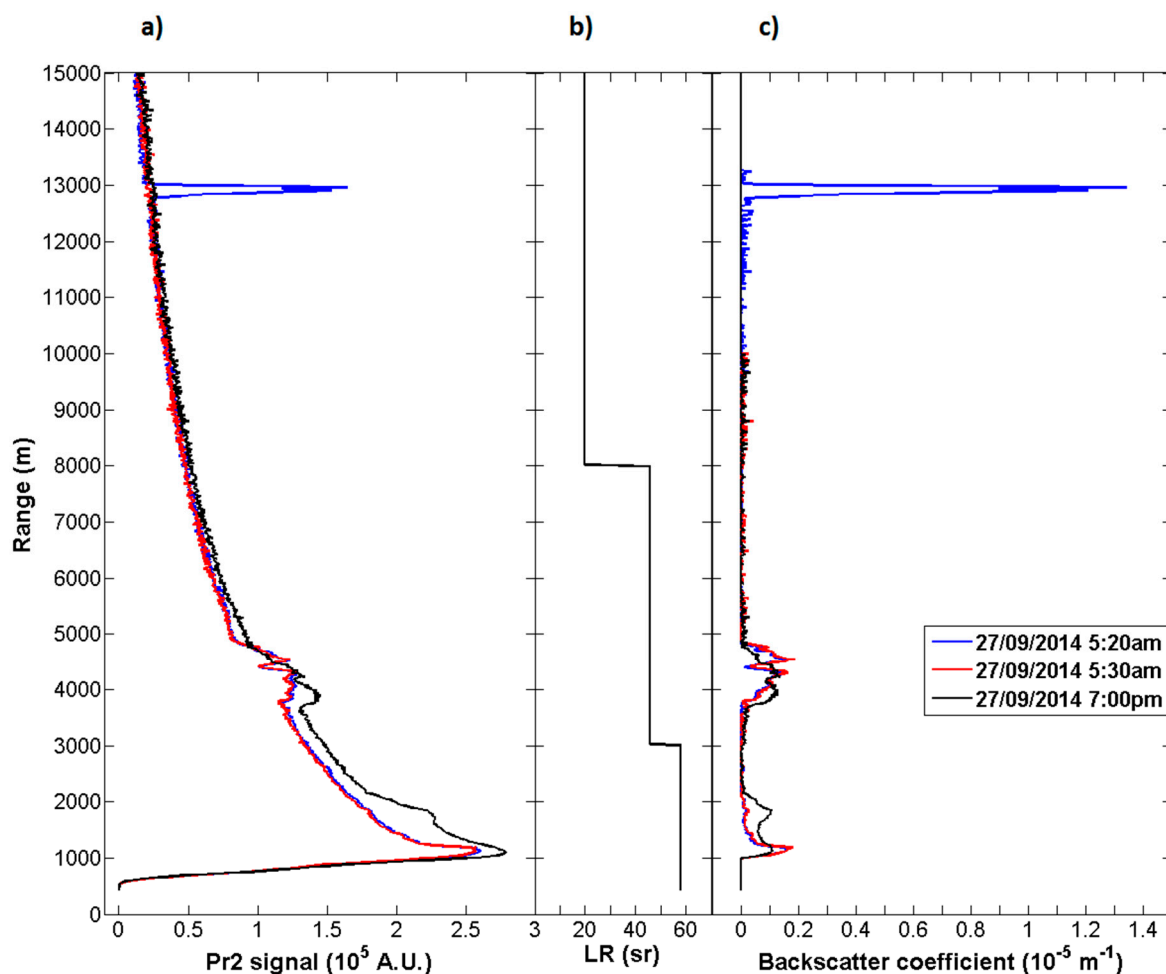 a)
b)
c)
15000
14000
13000
12000
11000
10000
9000
8000
7000
6000
5000
4000
3000
2000
1000
0
Range (m)
0 0.5 1 1.5 2 2.5 3
20 40 60
0 0.2 0.4 0.6 0.8 1 1.2 1.4
Pr2 signal (10⁵ A.U.)
LR (sr)
Backscatter coefficient (10⁻⁵ m⁻¹)
27/09/2014 5:20am
27/09/2014 5:30am
27/09/2014 7:00pm